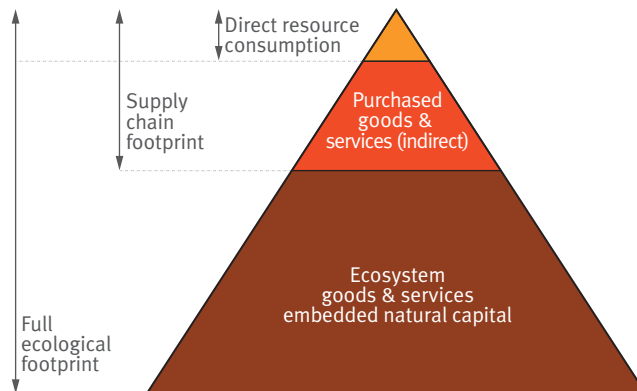 Direct resource
consumption
Purchased
goods &
services (indirect)
Supply
chain
footprint
Ecosystem
goods & services
embedded natural capital
Full
ecological
footprint